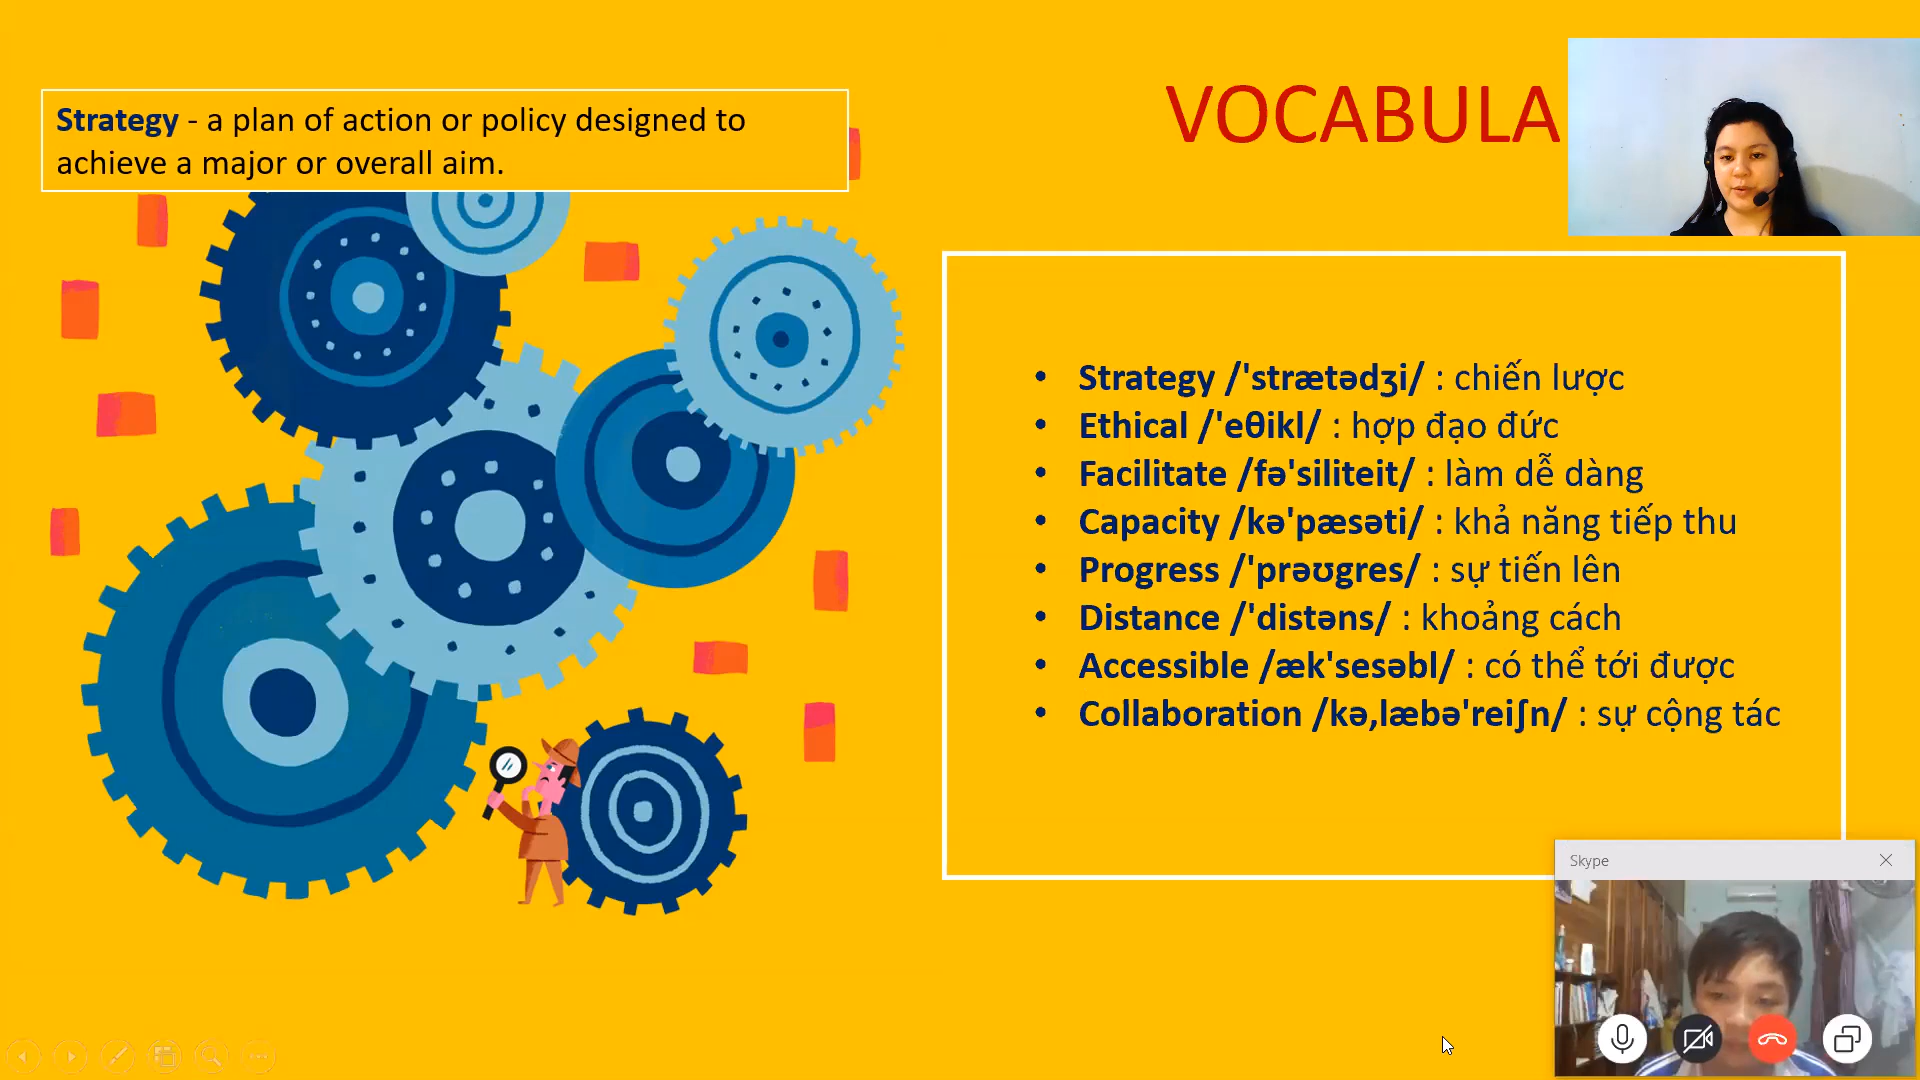 Strategy - a plan of action or policy designed to
achieve a major or overall aim.
VOCABULA
• Strategy /'strætədʒi/ : chiến lược
• Ethical /'eθikl/ : hợp đạo đức
• Facilitate /fə'siliteit/ : làm dễ dàng
• Capacity /kə'pæsəti/ : khả năng tiếp thu
• Progress /'prəʊgres/ : sự tiến lên
• Distance /'distəns/ : khoảng cách
• Accessible /æk'sesəbl/ : có thể tới được
• Collaboration /kə,læbə'reiʃn/ : sự cộng tác
Skype